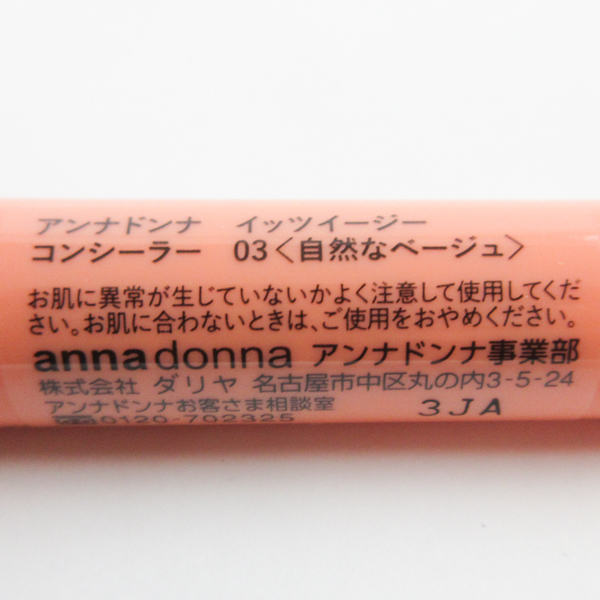 アンナドンナ イッツイージー
コンシーラー 03〈自然なベージュ〉
お肌に異常が生じていないかよく注意して使用してくだ
さい。お肌に合わないときは、ご使用をおやめください。
annadonna アンナドンナ事業部
株式会社 ダリヤ 名古屋市中区丸の内3-5-24
アンナドンナお客さま相談室
0120-702325 3JA